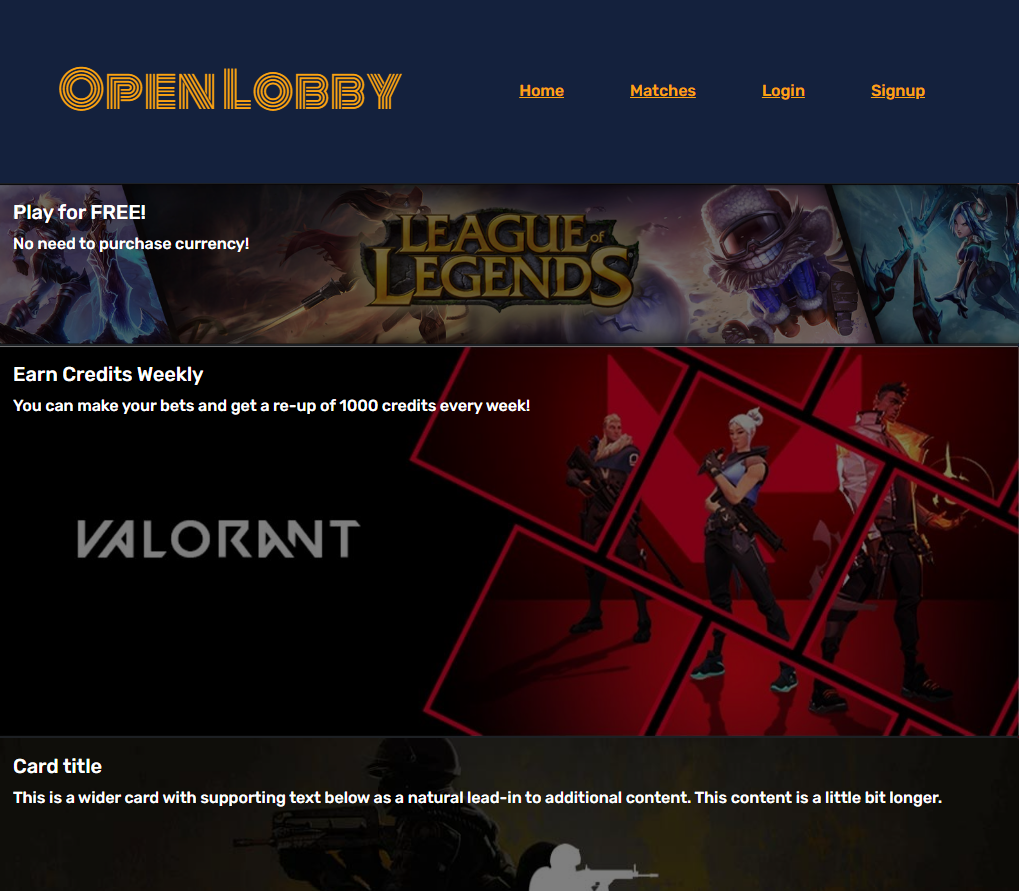 OpenLobby
Home Matches Login Signup
Play for FREE!
No need to purchase currency!
LEAGUE of
LEGENDS
Earn Credits Weekly
You can make your bets and get a re-up of 1000 credits every week!
VALORANT
Card title
This is a wider card with supporting text below as a natural lead-in to additional content. This content is a little bit longer.